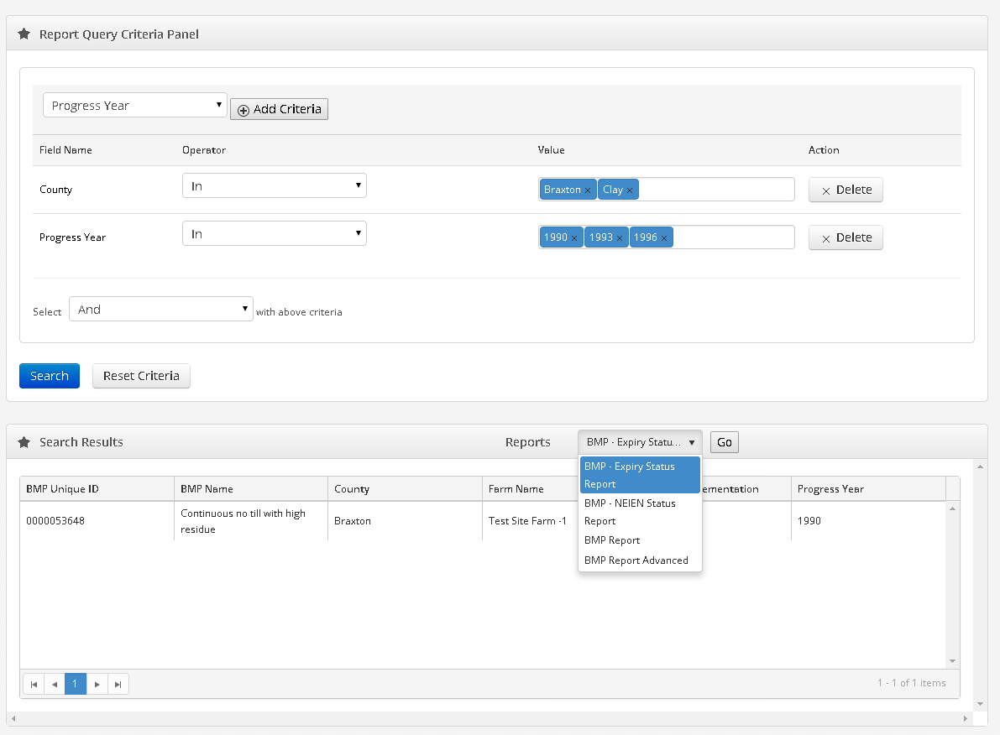 Report Query Criteria Panel
Progress Year
Add Criteria
Field Name Operator Value Action
County In Braxton × Clay × × Delete
Progress Year In 1990 × 1993 × 1996 × × Delete
Select And with above criteria
Search Reset Criteria
Search Results Reports BMP - Expiry Statu... Go
BMP - Expiry Status
Report
BMP - NEIEN Status
Report
BMP Report
BMP Report Advanced
BMP Unique ID BMP Name County Farm Name ementation Progress Year
0000053648 Continuous no till with high
residue Braxton Test Site Farm -1 1990
1 1 - 1 of 1 items